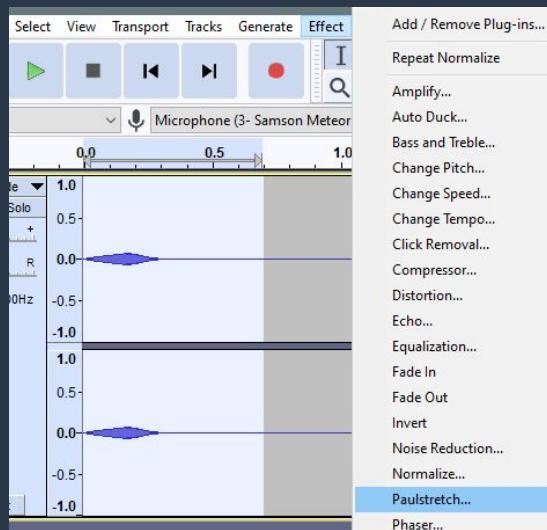 Select View Transport Tracks Generate Effect
Microphone (3- Samson Meteor
0.0 0.5 1.0
Solo
+
R
1.0
0.5
0.0
-0.5
-1.0
1.0
0.5
0.0
-0.5
-1.0
Add / Remove Plug-ins...
Repeat Normalize
Amplify...
Auto Duck...
Bass and Treble...
Change Pitch...
Change Speed...
Change Tempo...
Click Removal...
Compressor...
Distortion...
Echo...
Equalization...
Fade In
Fade Out
Invert
Noise Reduction...
Normalize...
Paulstretch...
Phaser...